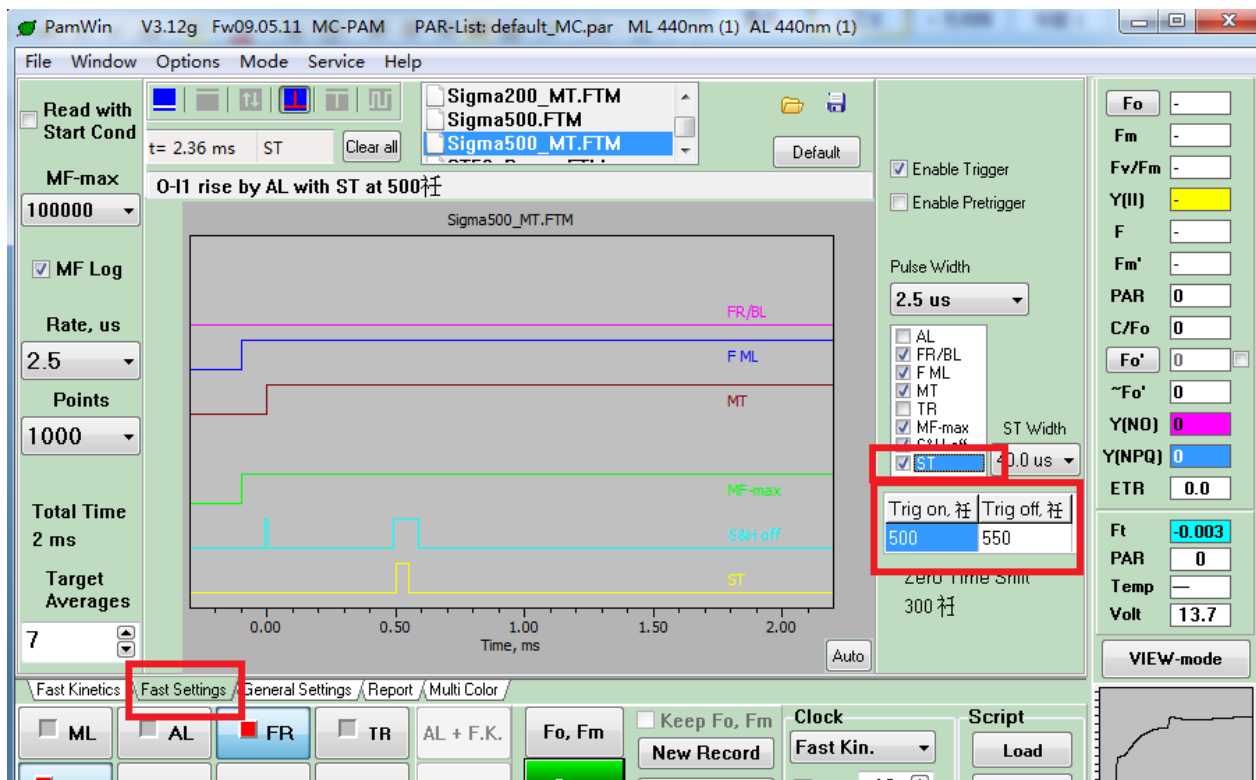 PamWin V3.12g Fw09.05.11 MC-PAM PAR-List: default_MC.par ML 440nm (1) AL 440nm (1)
File Window Options Mode Service Help
Read with
Start Cond
MF-max
100000
MF Log
Rate, us
2.5
Points
1000
Total Time
2 ms
Target
Averages
7
t= 2.36 ms ST
Clear all
Sigma200_MT.FTM
Sigma500.FTM
Sigma500_MT.FTM
Default
O-I1 rise by AL with ST at 500衽
Sigma500_MT.FTM
FR/BL
F ML
MT
MF-max
S&H off
ST
0.00 0.50 1.00 1.50 2.00
Time, ms
Auto
Enable Trigger
Enable Pretrigger
Pulse Width
2.5 us
AL
FR/BL
F ML
MT
TR
MF-max
S&H off
ST
ST Width
40.0 us
Trig on, 衽 Trig off, 衽
500 550
Zero Time Shift
300 衽
Fo -
Fm -
Fv/Fm -
Y(II) -
F -
Fm' -
PAR 0
C/Fo 0
Fo' 0
~Fo' 0
Y(NO) 0
Y(NPQ) 0
ETR 0.0
Ft -0.003
PAR 0
Temp —
Volt 13.7
VIEW-mode
Fast Kinetics Fast Settings General Settings Report Multi Color
ML AL FR TR AL + F.K. Fo, Fm
Keep Fo, Fm
New Record
Clock
Fast Kin.
Script
Load